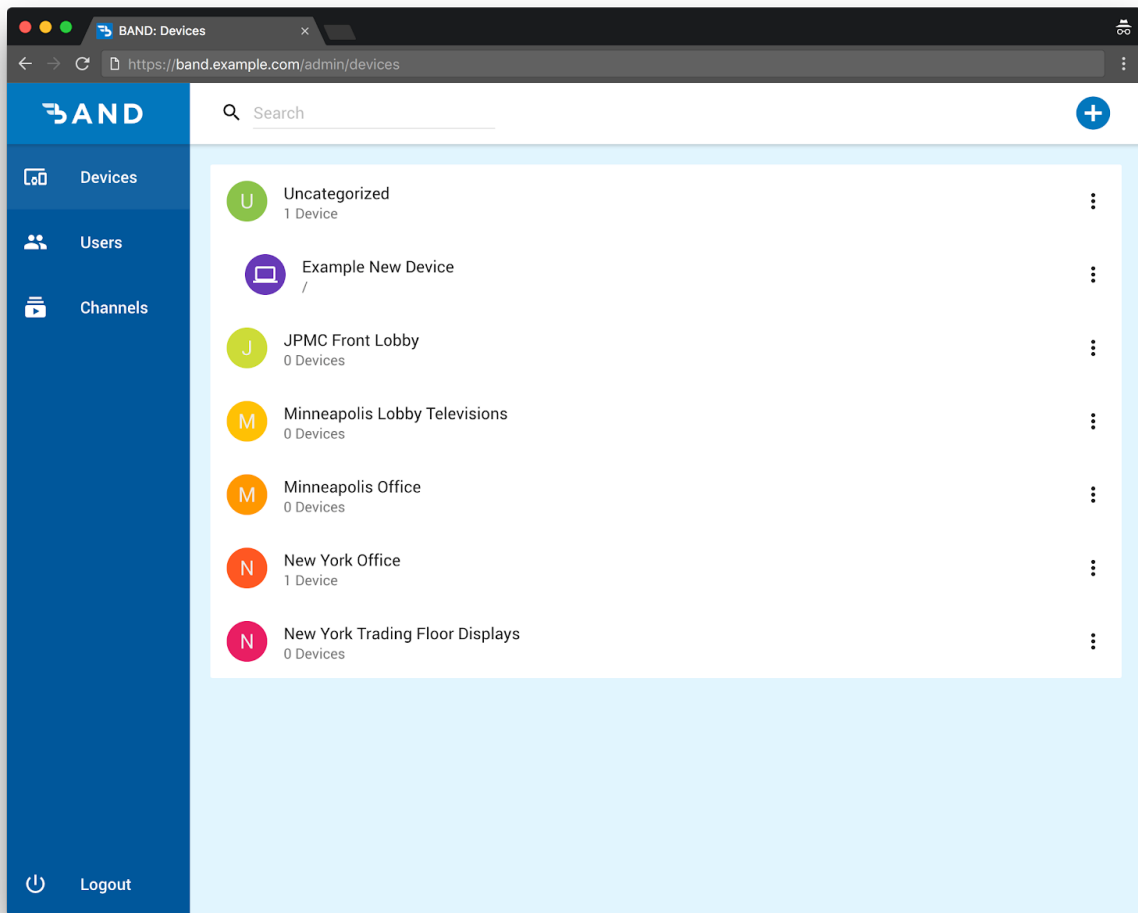 BAND: Devices
https://band.example.com/admin/devices
BAND
Search
Devices
Users
Channels
Logout
U
Uncategorized
1 Device
Example New Device
/
J
JPMC Front Lobby
0 Devices
M
Minneapolis Lobby Televisions
0 Devices
M
Minneapolis Office
0 Devices
N
New York Office
1 Device
N
New York Trading Floor Displays
0 Devices